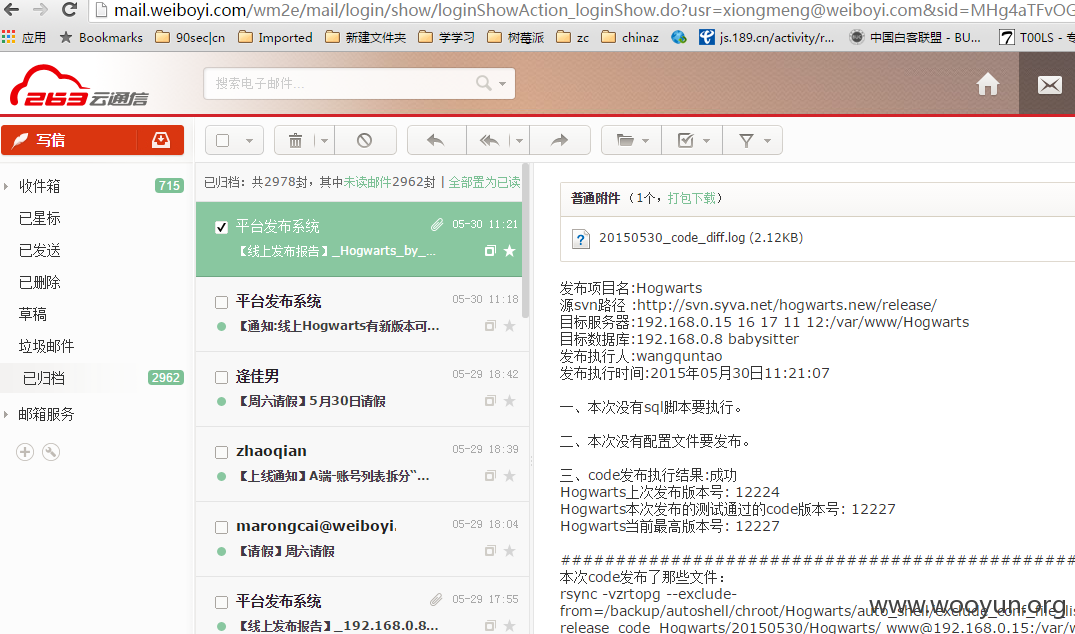 mail.weiboyi.com/wm2e/mail/login/show/loginShowAction_loginShow.do?usr=xiongmeng@weiboyi.com&sid=MHg4aTFvOG
应用 Bookmarks 90sec|cn Imported 新建文件夹 学学习 树莓派 zc chinaz js.189.cn/activity/r... 中国白客联盟 - BU... T00LS - 专
263云通信
搜索电子邮件...
写信
收件箱 715
已星标
已发送
已删除
草稿
垃圾邮件
已归档 2962
邮箱服务
已归档：共2978封，其中未读邮件2962封 | 全部置为已读
平台发布系统 05-30 11:21
【线上发布报告】_Hogwarts_by_...
平台发布系统 05-30 11:18
【通知:线上Hogwarts有新版本可...
逄佳男 05-29 18:42
【周六请假】5月30日请假
zhaoqian 05-29 18:39
【上线通知】A端-账号列表拆分“...
marongcai@weiboyi. 05-29 18:04
【请假】周六请假
平台发布系统 05-29 17:55
【线上发布报告】_192.168.0.8...
普通附件 （1个，打包下载）
20150530_code_diff.log (2.12KB)
发布项目名:Hogwarts
源svn路径 :http://svn.syva.net/hogwarts.new/release/
目标服务器:192.168.0.15 16 17 11 12:/var/www/Hogwarts
目标数据库:192.168.0.8 babysitter
发布执行人:wangquntao
发布执行时间:2015年05月30日11:21:07
一、本次没有sql脚本要执行。
二、本次没有配置文件要发布。
三、code发布执行结果:成功
Hogwarts上次发布版本号: 12224
Hogwarts本次发布的测试通过的code版本号: 12227
Hogwarts当前最高版本号: 12227
##############################################
本次code发布了那些文件:
rsync -vzrtopg --exclude-
from=/backup/autoshell/chroot/Hogwarts/auto_shell/exclude_conf_file_lis
release_code_Hogwarts/20150530/Hogwarts/ www@192.168.0.15:/var/w
www.wooyun.org